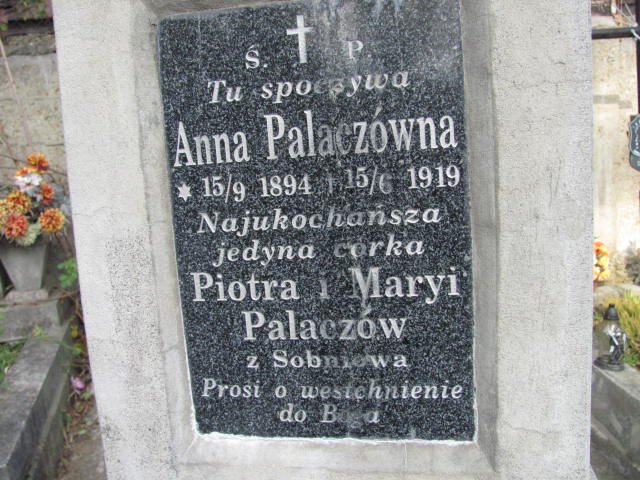 Ś. P.
Tu spoczywa
Anna Palaczówna
* 15/9 1894 † 15/6 1919
Najukochańsza
jedyna corka
Piotra i Maryi
Palaczów
z Sobniowa
Prosi o westchnienie
do Boga